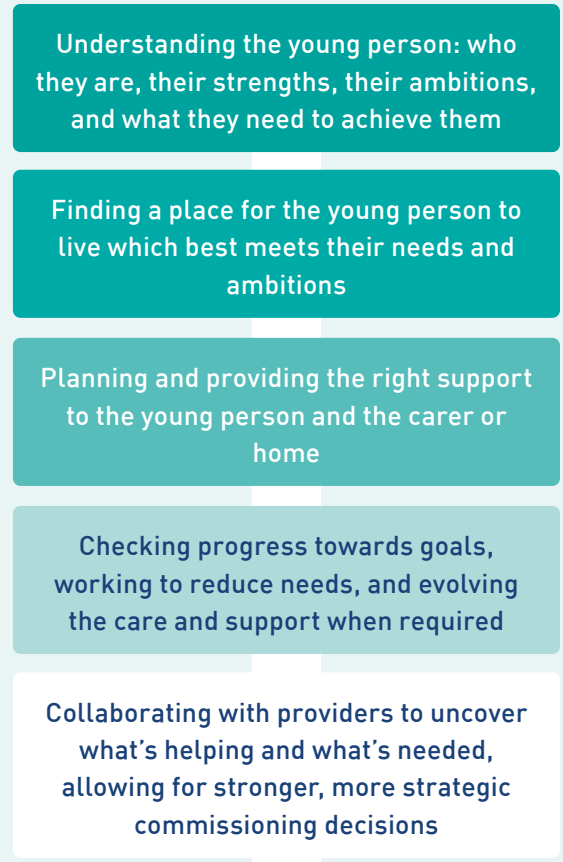 Understanding the young person: who
they are, their strengths, their ambitions,
and what they need to achieve them
Finding a place for the young person to
live which best meets their needs and
ambitions
Planning and providing the right support
to the young person and the carer or
home
Checking progress towards goals,
working to reduce needs, and evolving
the care and support when required
Collaborating with providers to uncover
what’s helping and what’s needed,
allowing for stronger, more strategic
commissioning decisions